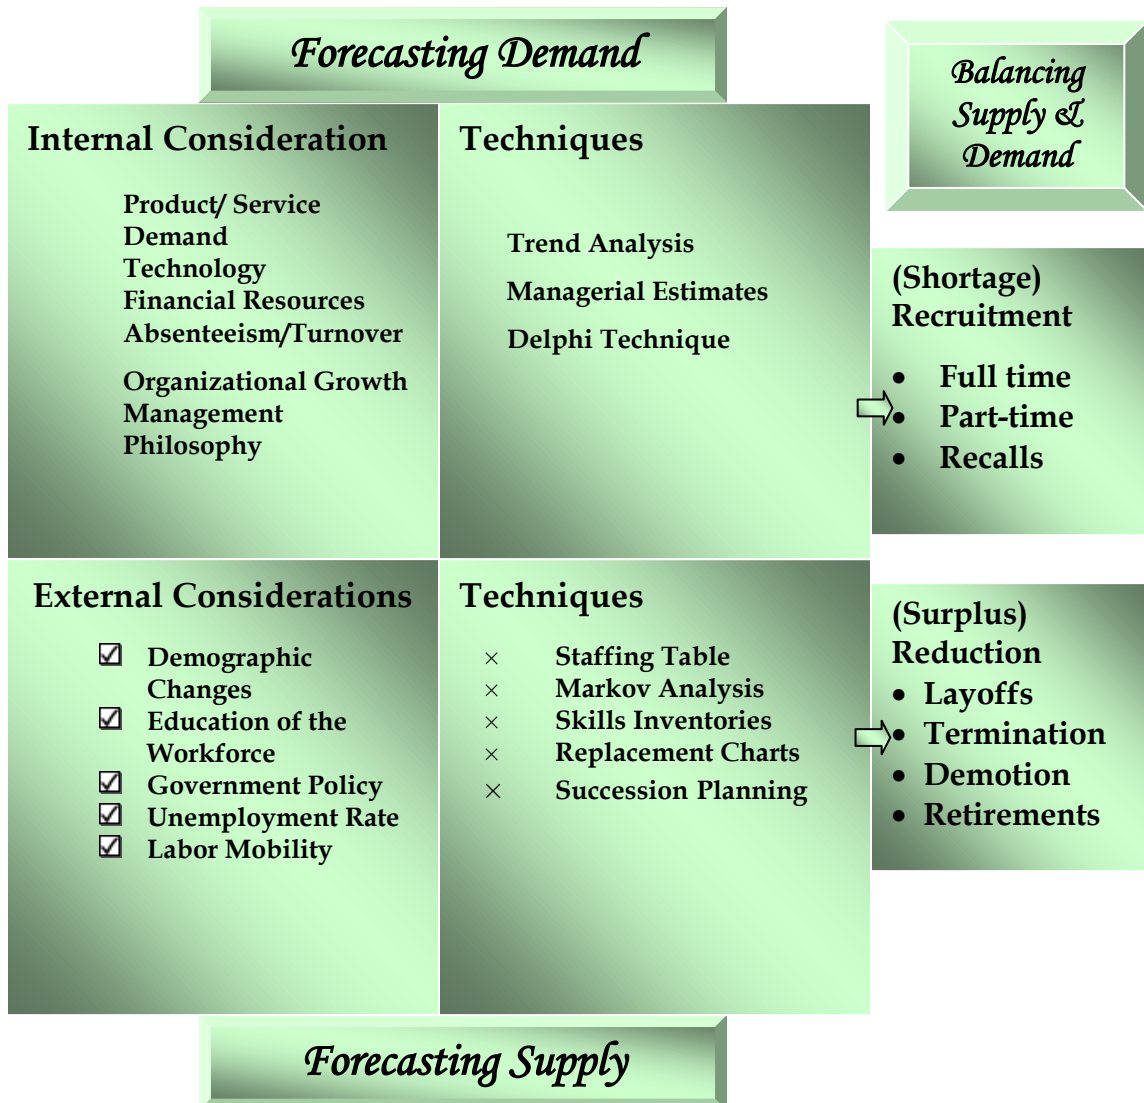 Forecasting Demand
Balancing
Supply &
Demand
Internal Consideration
Product/ Service
Demand
Technology
Financial Resources
Absenteeism/Turnover
Organizational Growth
Management
Philosophy
Techniques
Trend Analysis
Managerial Estimates
Delphi Technique
(Shortage)
Recruitment
• Full time
• Part-time
• Recalls
External Considerations
☑ Demographic
Changes
☑ Education of the
Workforce
☑ Government Policy
☑ Unemployment Rate
☑ Labor Mobility
Techniques
× Staffing Table
× Markov Analysis
× Skills Inventories
× Replacement Charts
× Succession Planning
(Surplus)
Reduction
• Layoffs
• Termination
• Demotion
• Retirements
Forecasting Supply